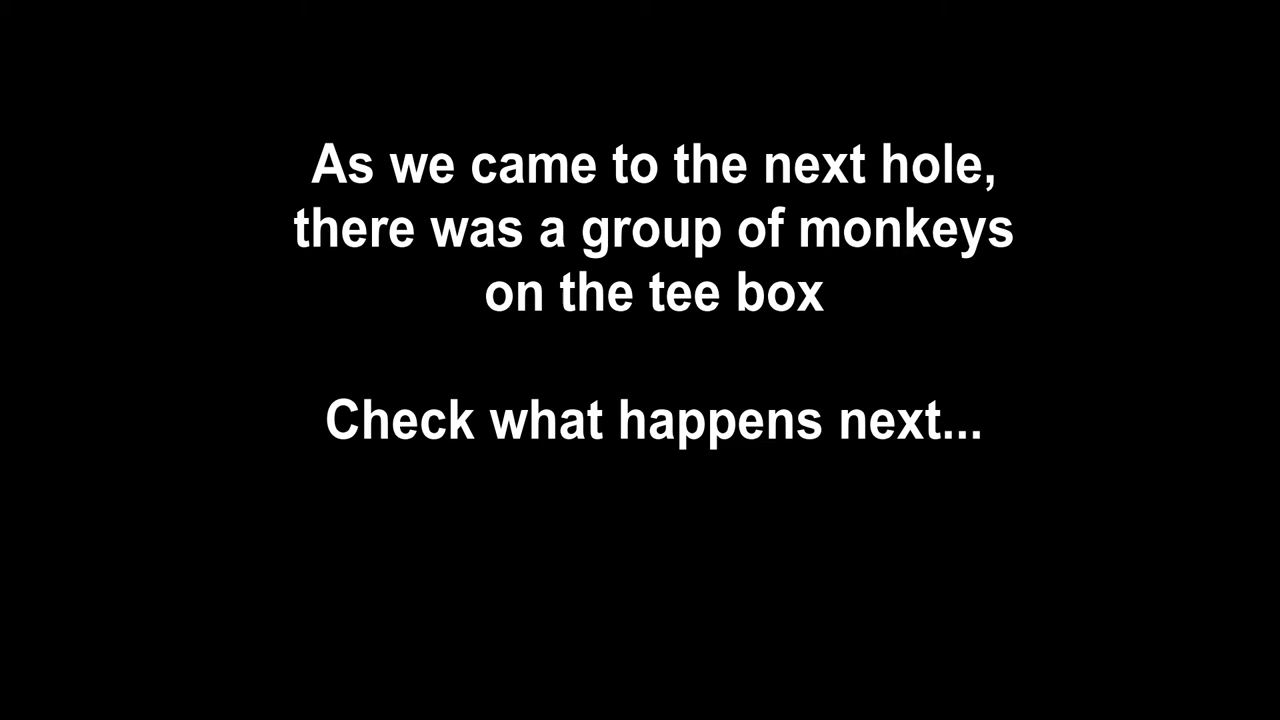 As we came to the next hole,
there was a group of monkeys
on the tee box
Check what happens next...